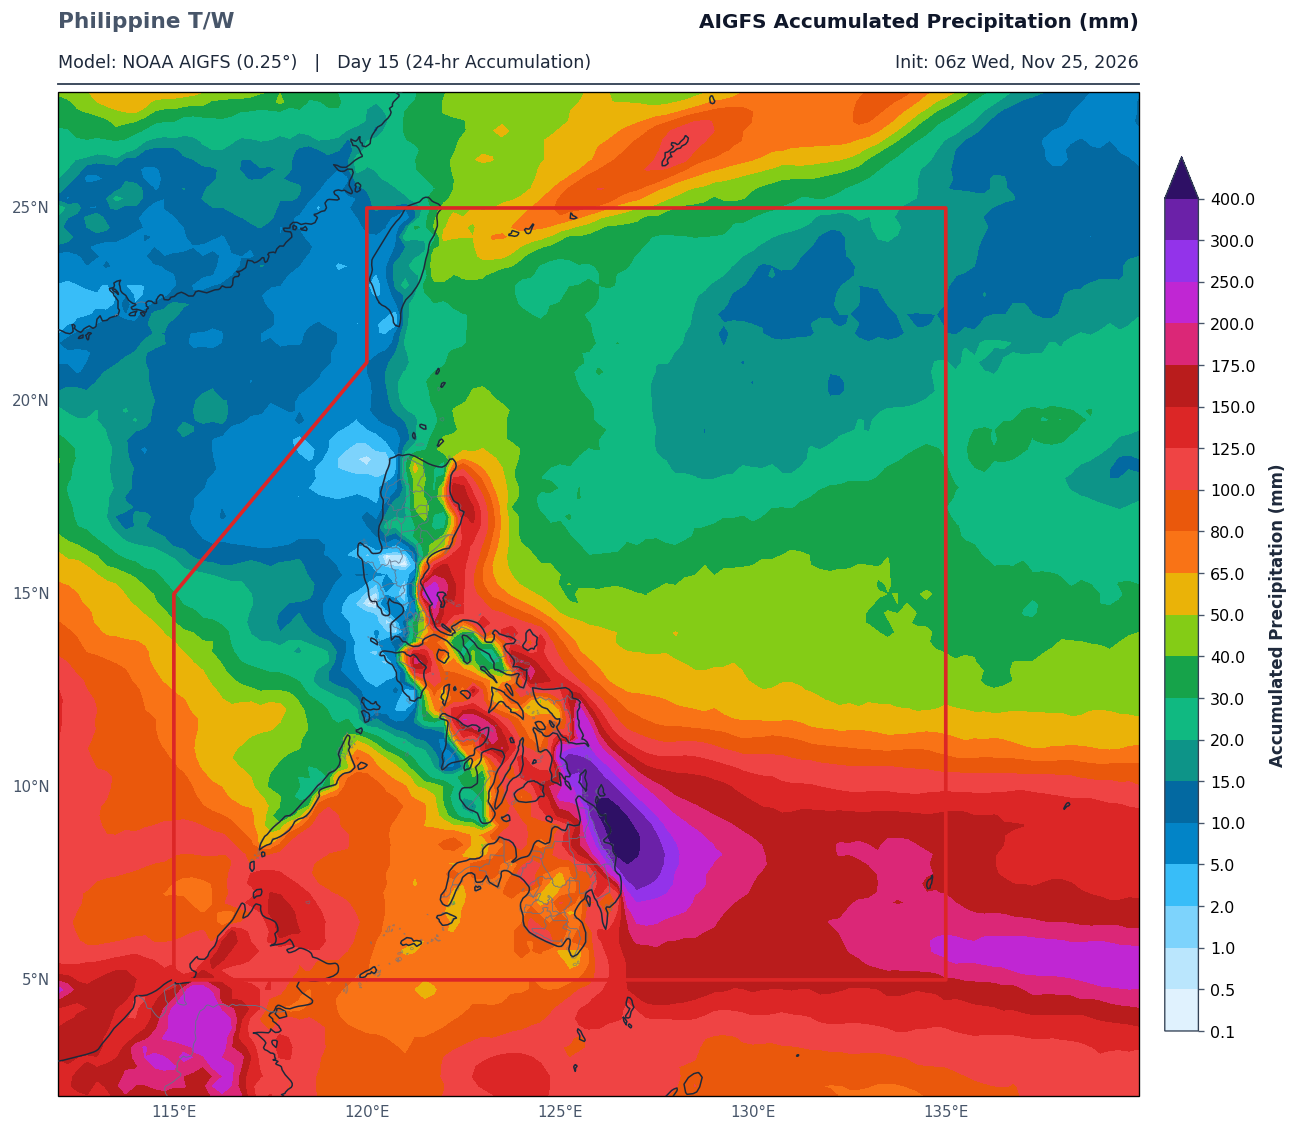 Philippine T/W
AIGFS Accumulated Precipitation (mm)
Model: NOAA AIGFS (0.25°)   |   Day 15 (24-hr Accumulation)
Init: 06z Wed, Nov 25, 2026
25°N
20°N
15°N
10°N
5°N
115°E
120°E
125°E
130°E
135°E
400.0
300.0
250.0
200.0
175.0
150.0
125.0
100.0
80.0
65.0
50.0
40.0
30.0
20.0
15.0
10.0
5.0
2.0
1.0
0.5
0.1
Accumulated Precipitation (mm)